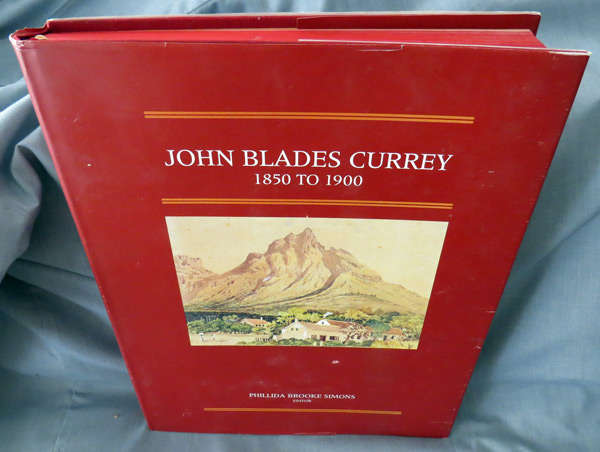 JOHN BLADES CURREY
1850 TO 1900
PHILLIDA BROOKE SIMONS
EDITOR